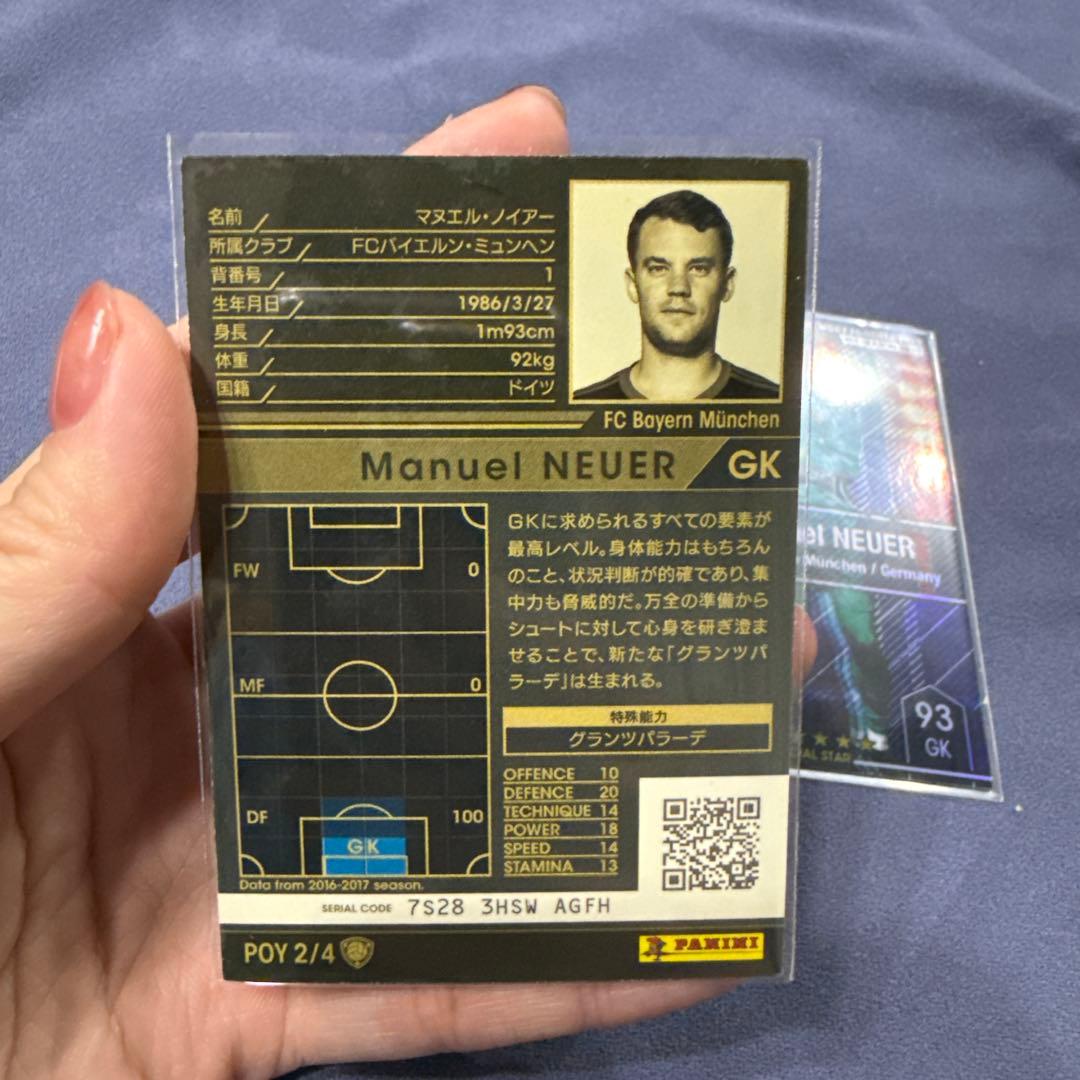 名前 マヌエル・ノイアー
所属クラブ FCバイエルン・ミュンヘン
背番号 1
生年月日 1986/3/27
身長 1m93cm
体重 92kg
国籍 ドイツ
FC Bayern München
Manuel NEUER GK
FW 0
MF 0
DF 100
GK
Data from 2016-2017 season.
GKに求められるすべての要素が
最高レベル。身体能力はもちろん
のこと、状況判断が的確であり、集
中力も脅威的だ。万全の準備から
シュートに対して心身を研ぎ澄ま
せることで、新たな「グランツパ
ラーデ」は生まれる。
特殊能力
グランツパラーデ
OFFENCE 10
DEFENCE 20
TECHNIQUE 14
POWER 18
SPEED 14
STAMINA 13
SERIAL CODE 7S28 3HSW AGFH
POY 2/4
PANINI
el NEUER
München / Germany
93
GK
AL STAR